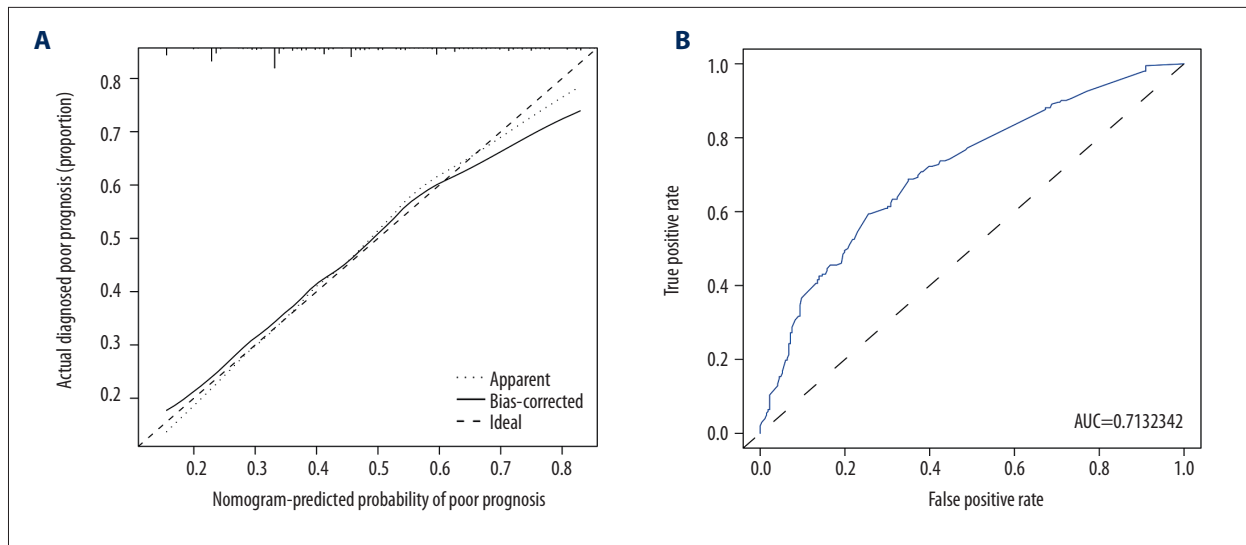 A
Actual diagnosed poor prognosis (proportion)
0.8
0.7
0.6
0.5
0.4
0.3
0.2
Apparent
Bias-corrected
Ideal
0.2 0.3 0.4 0.5 0.6 0.7 0.8
Nomogram-predicted probability of poor prognosis
B
True positive rate
1.0
0.8
0.6
0.4
0.2
0.0
AUC=0.7132342
0.0 0.2 0.4 0.6 0.8 1.0
False positive rate